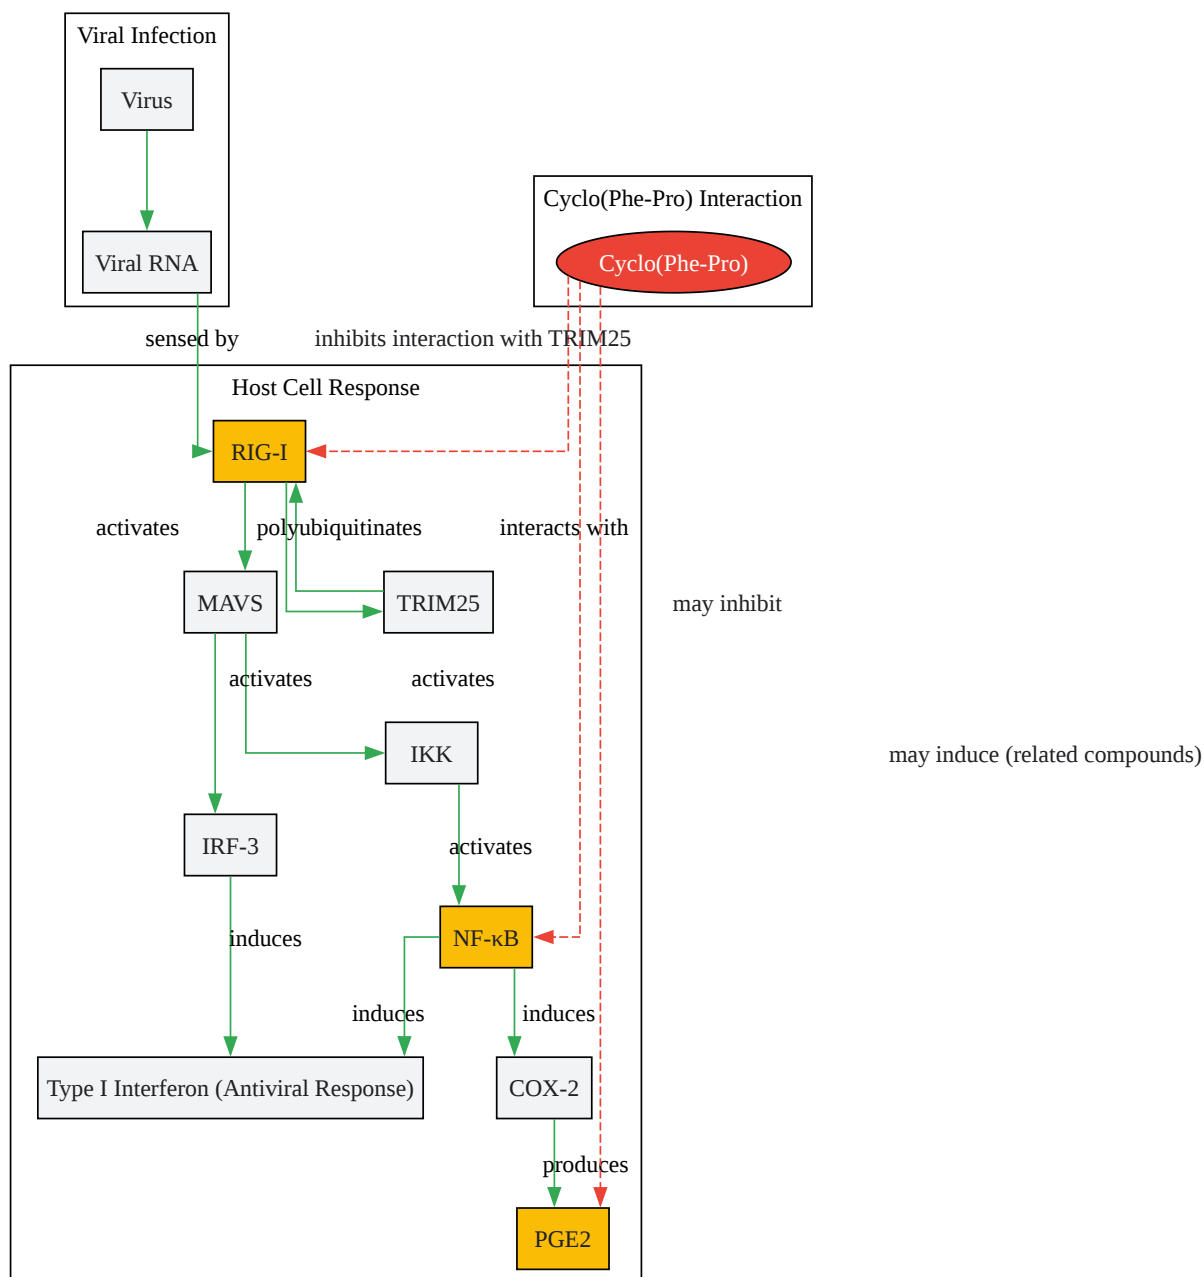 Viral Infection
Virus
Cyclo(Phe-Pro) Interaction
Viral RNA
Cyclo(Phe-Pro)
sensed by
inhibits interaction with TRIM25
Host Cell Response
RIG-I
activates
polyubiquitinates
interacts with
MAVS
TRIM25
may inhibit
activates
activates
IKK
may induce (related compounds)
IRF-3
activates
induces
NF-κB
induces
induces
Type I Interferon (Antiviral Response)
COX-2
produces
PGE2